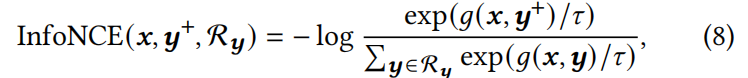 InfoNCE(𝒙, 𝒚⁺, ℛ_𝒚) = − log exp(g(𝒙, 𝒚⁺)/τ) / ∑_{𝒚∈ℛ_𝒚} exp(g(𝒙, 𝒚)/τ), (8)